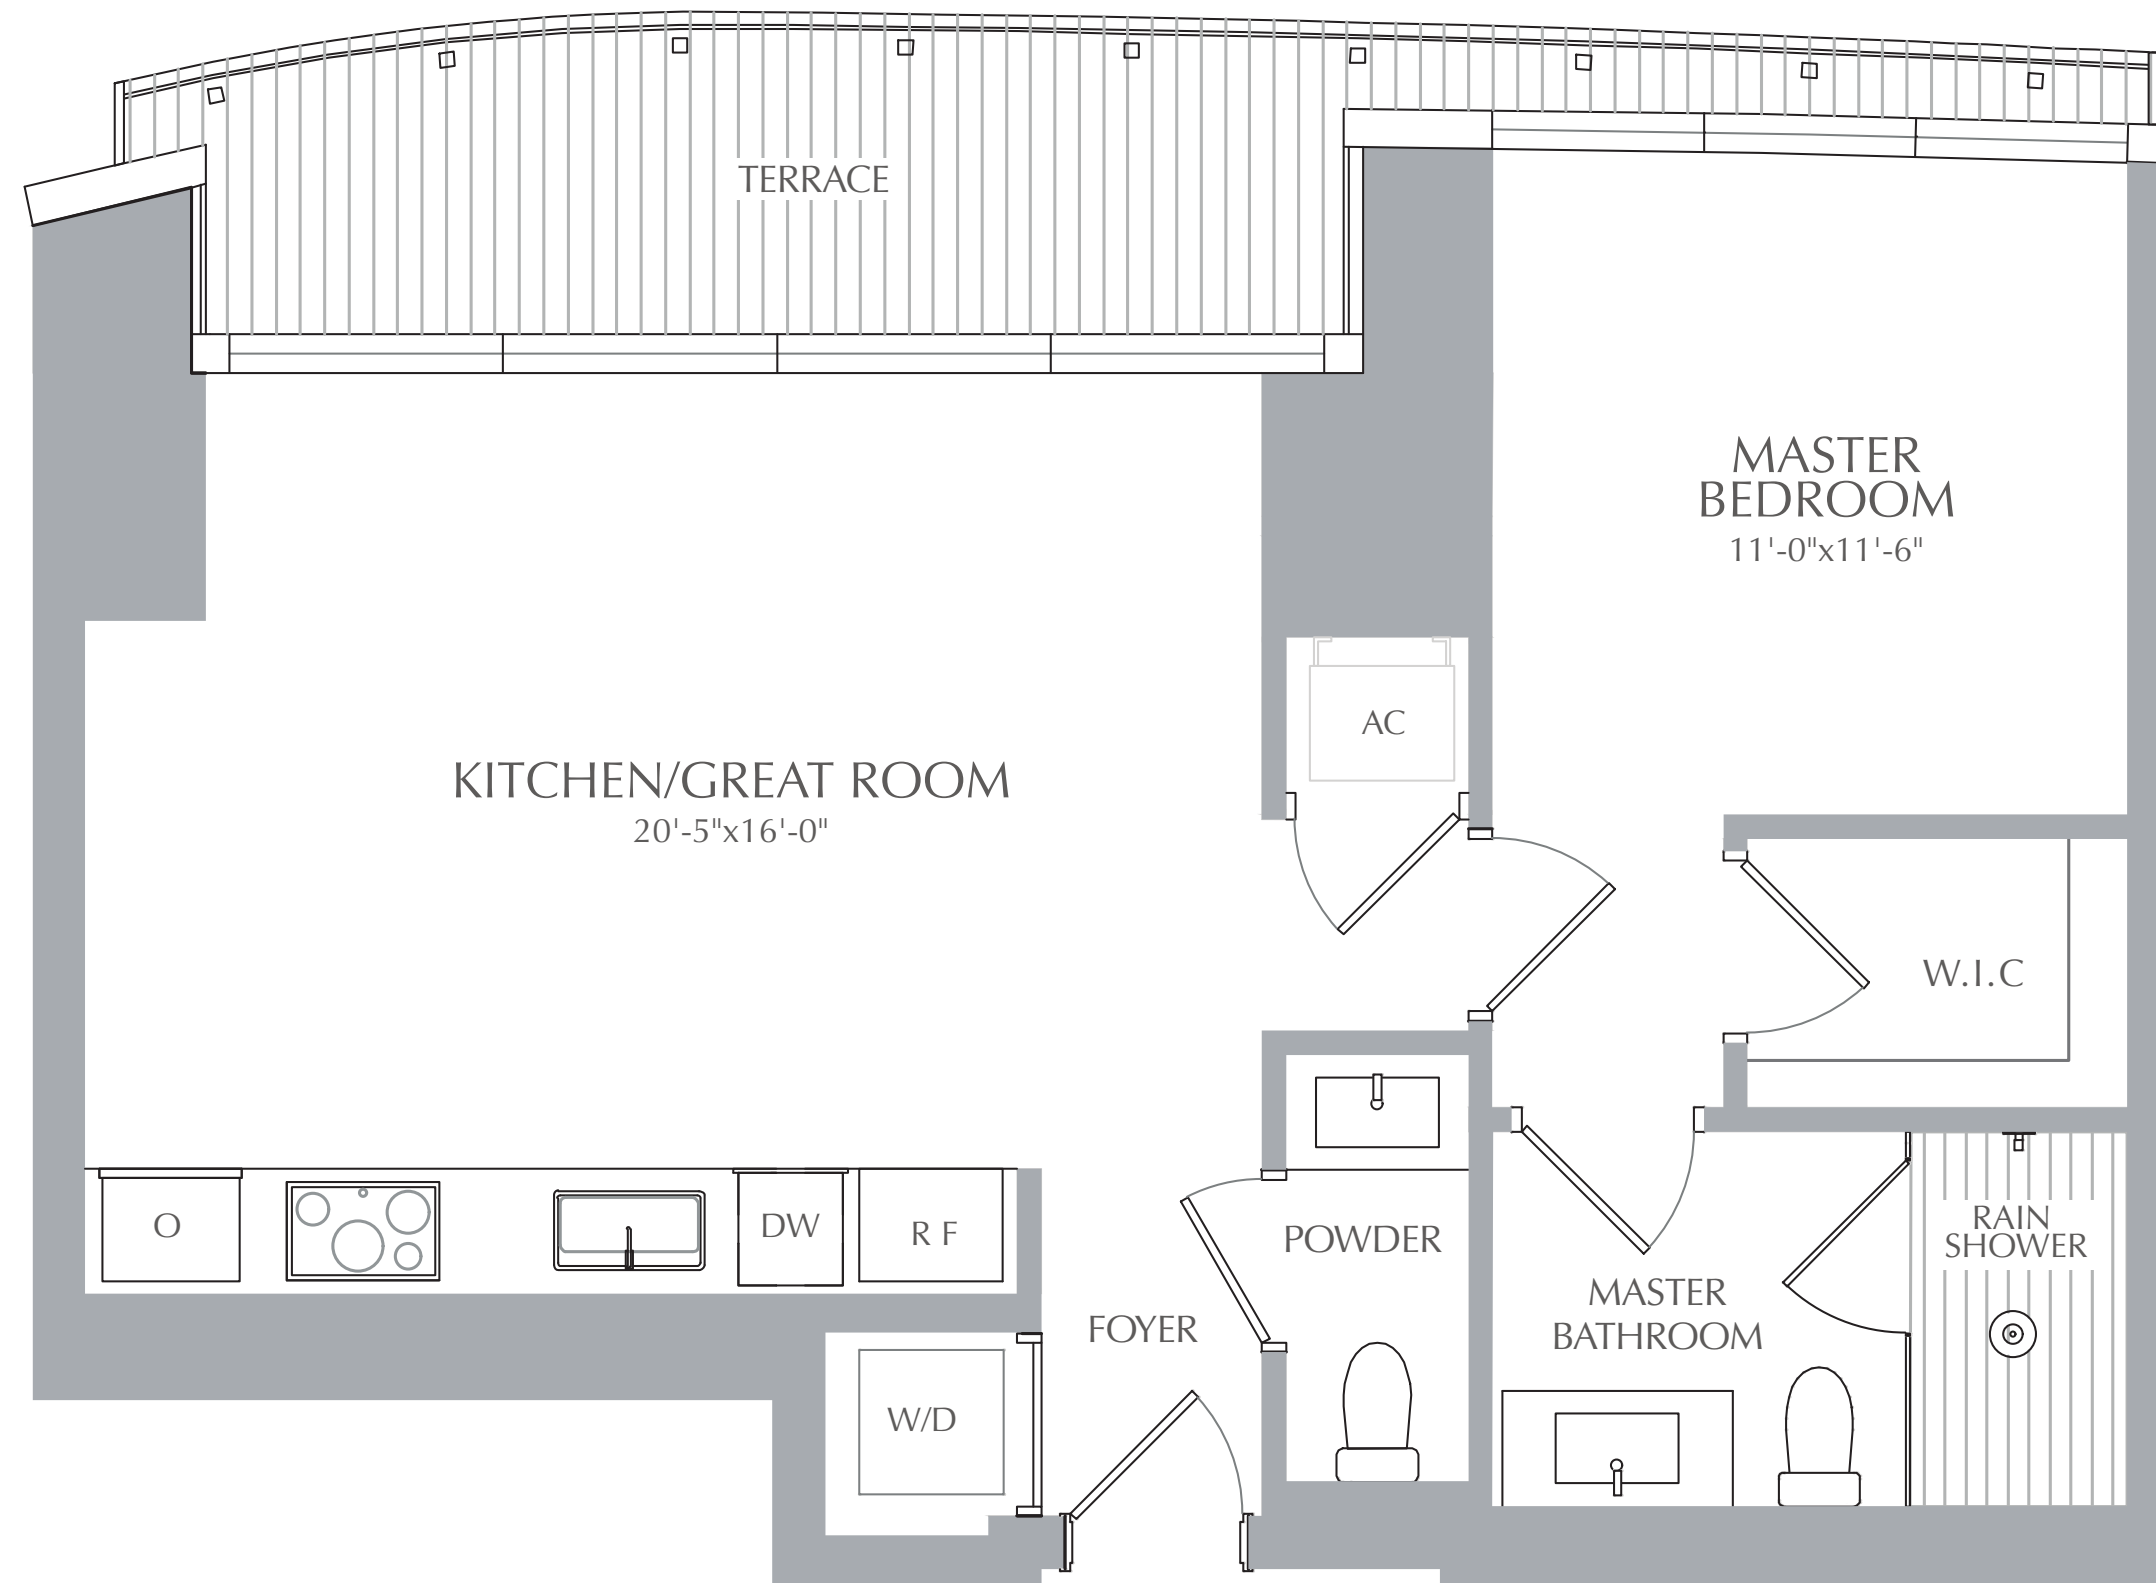 TERRACE
MASTER
BEDROOM
11'-0"x11'-6"
AC
KITCHEN/GREAT ROOM
20'-5"x16'-0"
W.I.C
O
DW
R F
POWDER
RAIN
SHOWER
FOYER
MASTER
BATHROOM
W/D